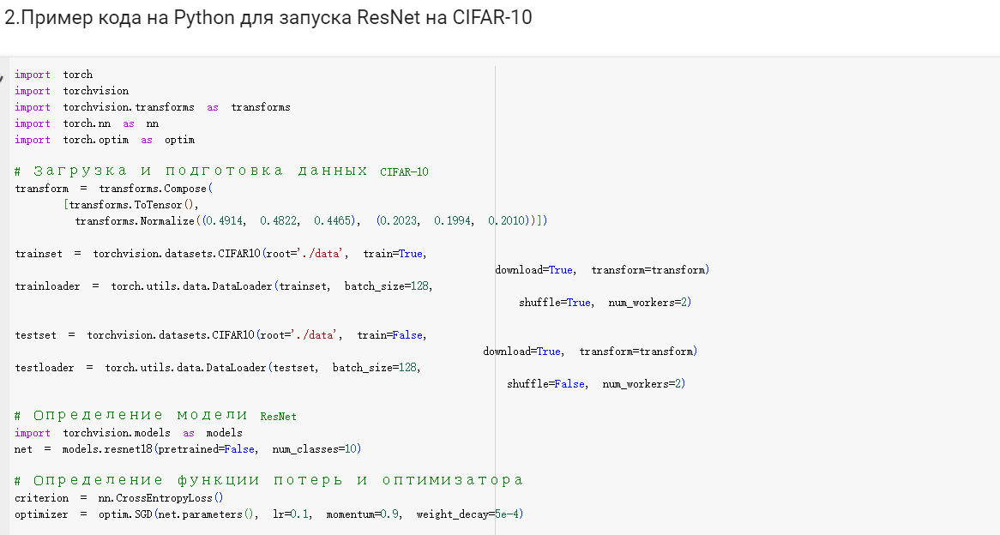 2.Пример кода на Python для запуска ResNet на CIFAR-10
import torch
import torchvision
import torchvision.transforms as transforms
import torch.nn as nn
import torch.optim as optim
# Загрузка и подготовка данных CIFAR-10
transform = transforms.Compose(
[transforms.ToTensor(),
transforms.Normalize((0.4914, 0.4822, 0.4465), (0.2023, 0.1994, 0.2010))])
trainset = torchvision.datasets.CIFAR10(root='./data', train=True,
download=True, transform=transform)
trainloader = torch.utils.data.DataLoader(trainset, batch_size=128,
shuffle=True, num_workers=2)
testset = torchvision.datasets.CIFAR10(root='./data', train=False,
download=True, transform=transform)
testloader = torch.utils.data.DataLoader(testset, batch_size=128,
shuffle=False, num_workers=2)
# Определение модели ResNet
import torchvision.models as models
net = models.resnet18(pretrained=False, num_classes=10)
# Определение функции потерь и оптимизатора
criterion = nn.CrossEntropyLoss()
optimizer = optim.SGD(net.parameters(), lr=0.1, momentum=0.9, weight_decay=5e-4)